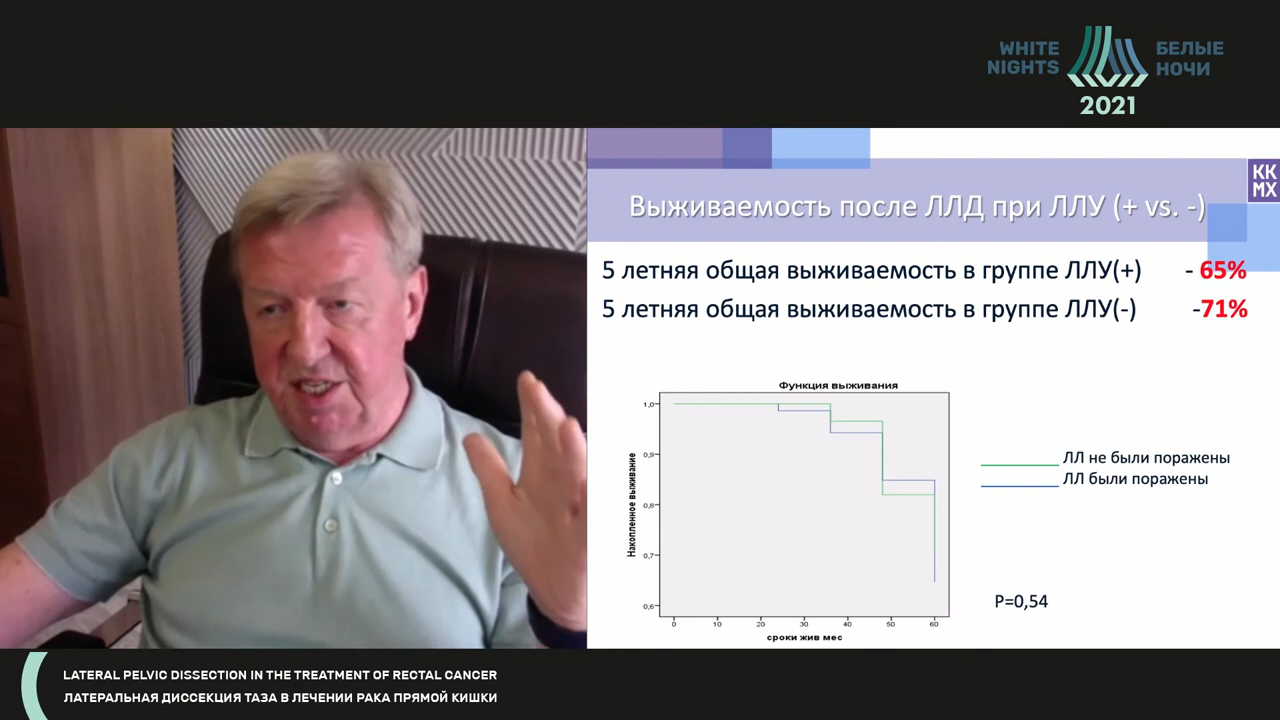 WHITE
NIGHTS
БЕЛЫЕ
НОЧИ
2021
КК
МХ
Выживаемость после ЛЛД при ЛЛУ (+ vs. -)
5 летняя общая выживаемость в группе ЛЛУ(+) - 65%
5 летняя общая выживаемость в группе ЛЛУ(-) -71%
Функция выживания
1,0
0,9
0,8
0,7
0,6
Накопленное выживание
0 10 20 30 40 50 60
сроки жив мес
ЛЛ не были поражены
ЛЛ были поражены
P=0,54
LATERAL PELVIC DISSECTION IN THE TREATMENT OF RECTAL CANCER
ЛАТЕРАЛЬНАЯ ДИССЕКЦИЯ ТАЗА В ЛЕЧЕНИИ РАКА ПРЯМОЙ КИШКИ